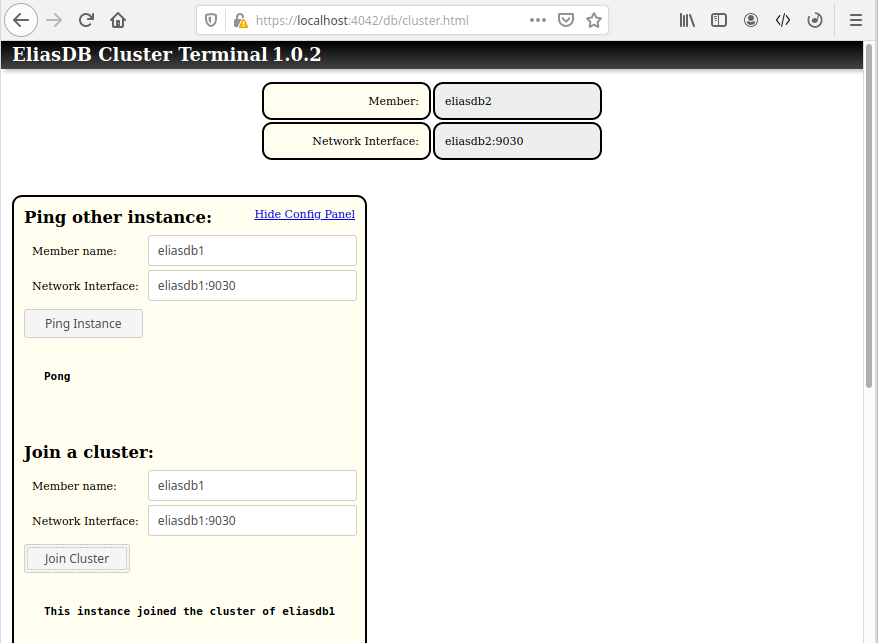 https://localhost:4042/db/cluster.html
EliasDB Cluster Terminal 1.0.2
Member: eliasdb2
Network Interface: eliasdb2:9030
Ping other instance: Hide Config Panel
Member name: eliasdb1
Network Interface: eliasdb1:9030
Ping Instance
Pong
Join a cluster:
Member name: eliasdb1
Network Interface: eliasdb1:9030
Join Cluster
This instance joined the cluster of eliasdb1